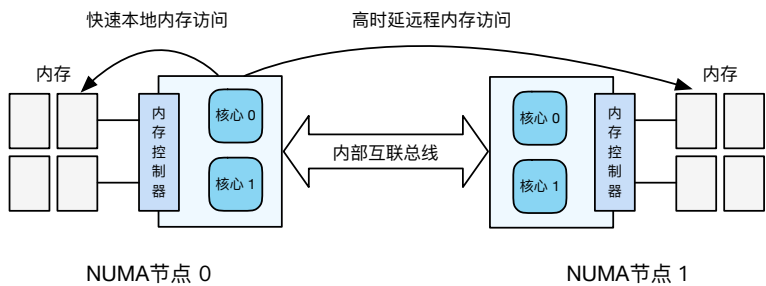 快速本地内存访问
高时延远程内存访问
内存
内存
内存控制器
核心 0
核心 1
内部互联总线
核心 0
核心 1
内存控制器
NUMA节点 0
NUMA节点 1